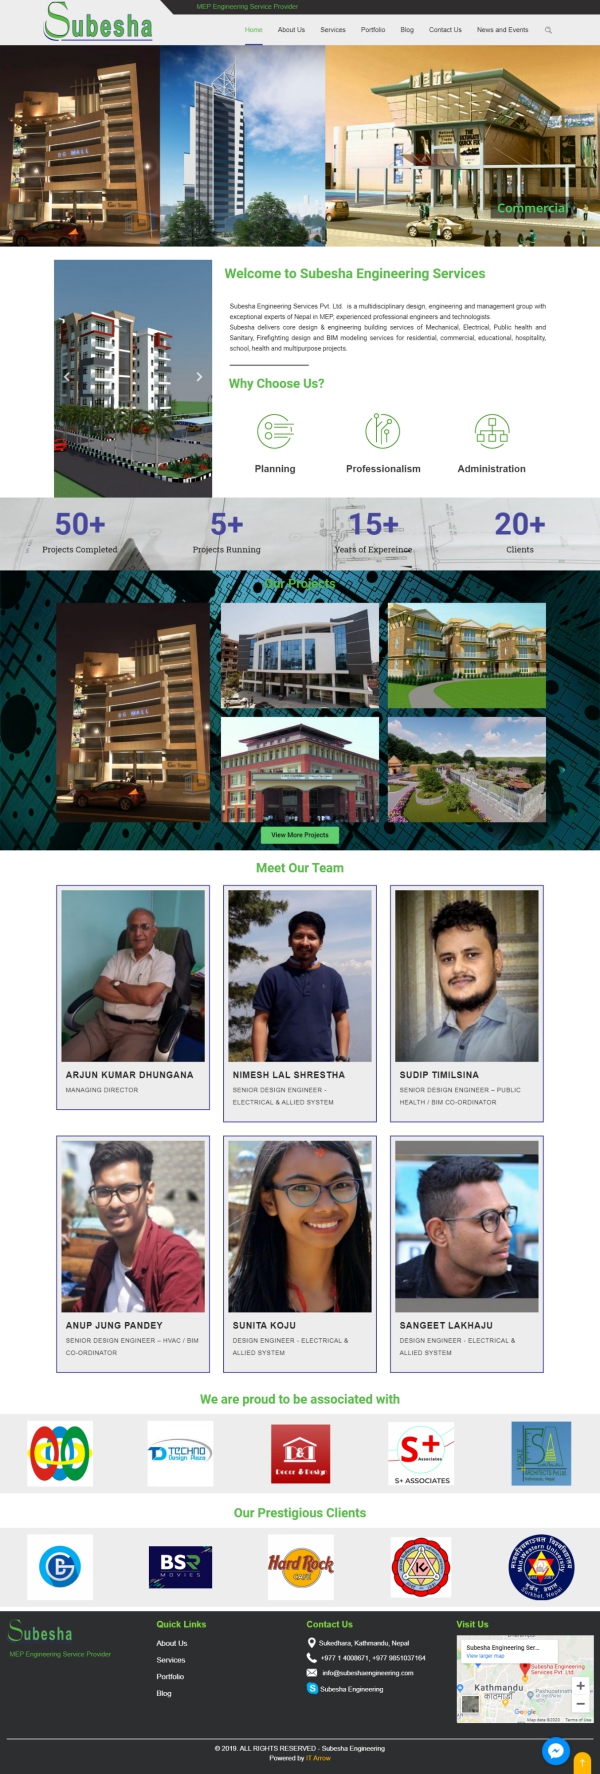 Subesha
MEP Engineering Service Provider
Home About Us Services Portfolio Blog Contact Us News and Events
Commercial
Welcome to Subesha Engineering Services
Subesha Engineering Services Pvt. Ltd. is a multidisciplinary design, engineering and management group with
exceptional experts of Nepal in MEP, experienced professional engineers and technologists.
Subesha delivers core design & engineering building services of Mechanical, Electrical, Public health and
Sanitary, Firefighting design and BIM modeling services for residential, commercial, educational, hospitality,
school, health and multipurpose projects.
Why Choose Us?
Planning Professionalism Administration
50+ 5+ 15+ 20+
Projects Completed Projects Running Years of Expereince Clients
Our Projects
View More Projects
Meet Our Team
ARJUN KUMAR DHUNGANA
MANAGING DIRECTOR
NIMESH LAL SHRESTHA
SENIOR DESIGN ENGINEER -
ELECTRICAL & ALLIED SYSTEM
SUDIP TIMILSINA
SENIOR DESIGN ENGINEER – PUBLIC
HEALTH / BIM CO-ORDINATOR
ANUP JUNG PANDEY
SENIOR DESIGN ENGINEER – HVAC / BIM
CO-ORDINATOR
SUNITA KOJU
DESIGN ENGINEER - ELECTRICAL &
ALLIED SYSTEM
SANGEET LAKHAJU
DESIGN ENGINEER - ELECTRICAL &
ALLIED SYSTEM
We are proud to be associated with
TECHNO
Design Plaza
D&D
Decor & Design
S+
Associates
S+ ASSOCIATES
Our Prestigious Clients
BSR
MOVIES
Hard Rock
CAFE
Mid-Western University
Surkhet, Nepal
Subesha
MEP Engineering Service Provider
Quick Links
About Us
Services
Portfolio
Blog
Contact Us
Sukedhara, Kathmandu, Nepal
+977 1 4008671, +977 9851037164
info@subeshaengineering.com
Subesha Engineering
Visit Us
Subesha Engineering Ser...
View larger map
Subesha Engineering
Services Pvt. Ltd.
Kathmandu
काठमाडौं
Google
Map data ©2020 Terms of Use
© 2019. ALL RIGHTS RESERVED - Subesha Engineering
Powered by IT Arrow